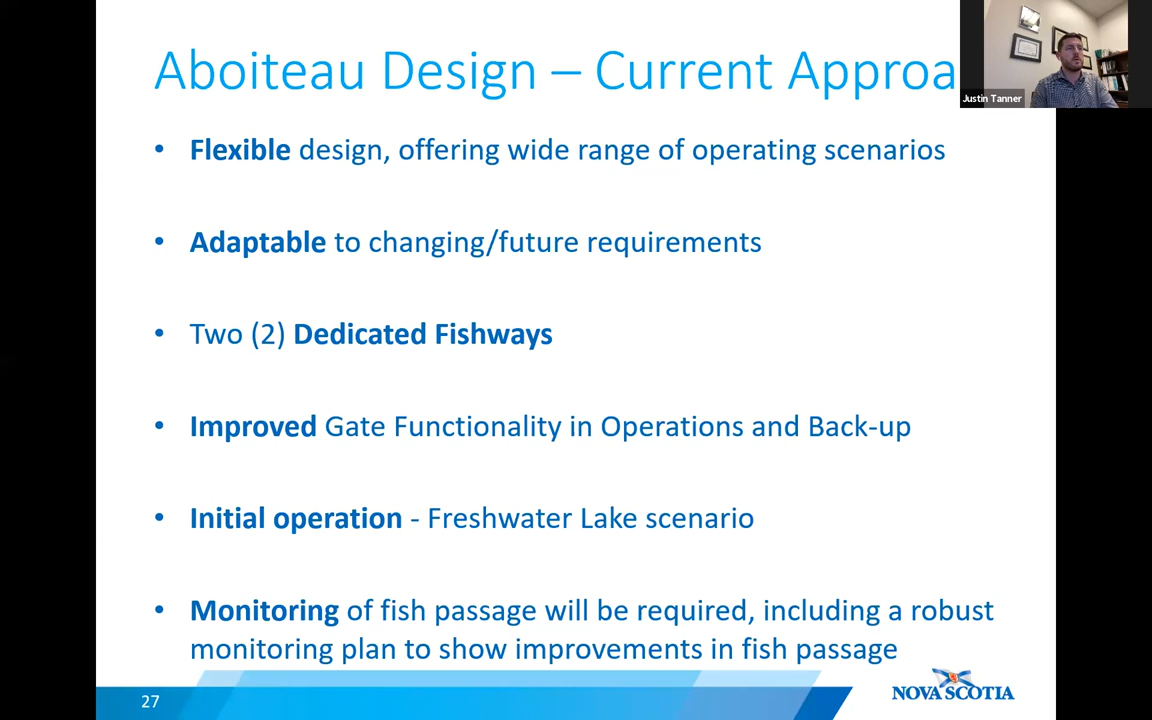 Aboiteau Design – Current Approa
Justin Tanner
• Flexible design, offering wide range of operating scenarios
• Adaptable to changing/future requirements
• Two (2) Dedicated Fishways
• Improved Gate Functionality in Operations and Back-up
• Initial operation - Freshwater Lake scenario
• Monitoring of fish passage will be required, including a robust
monitoring plan to show improvements in fish passage
27
NOVA SCOTIA